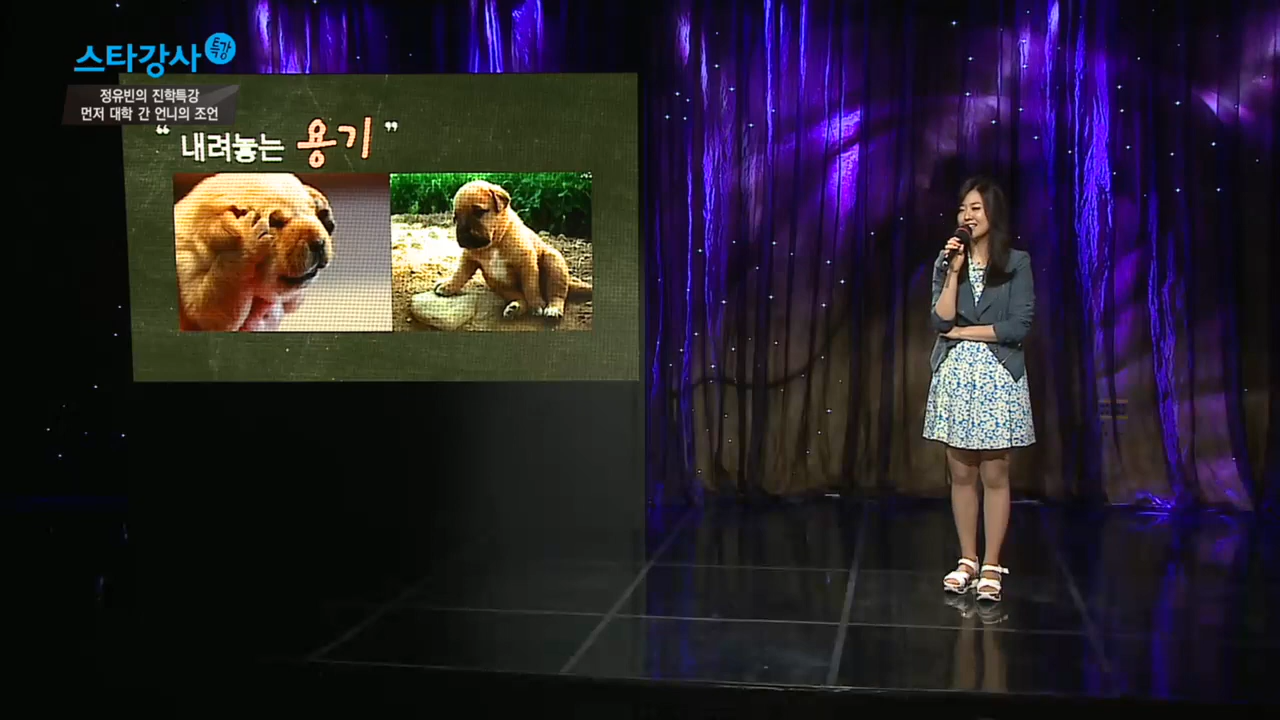 스타강사 특강
정유빈의 진학특강
먼저 대학 간 언니의 조언
“ 내려놓는 용기 ”